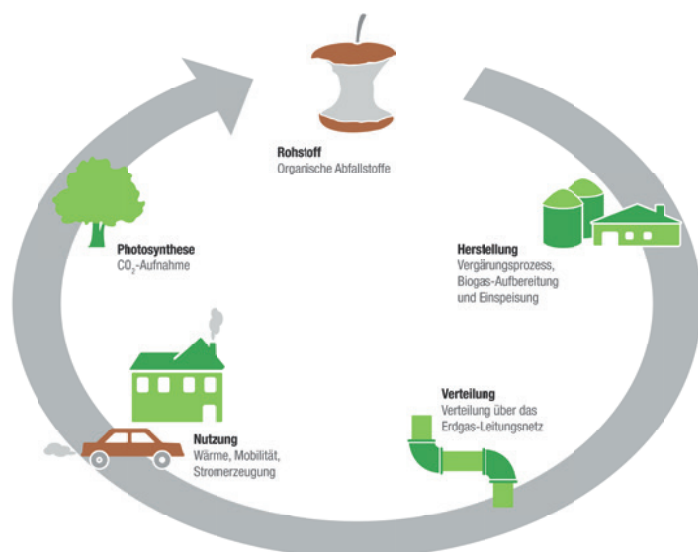 Rohstoff
Organische Abfallstoffe
Herstellung
Vergärungsprozess,
Biogas-Aufbereitung
und Einspeisung
Verteilung
Verteilung über das
Erdgas-Leitungsnetz
Nutzung
Wärme, Mobilität,
Stromerzeugung
Photosynthese
CO₂-Aufnahme